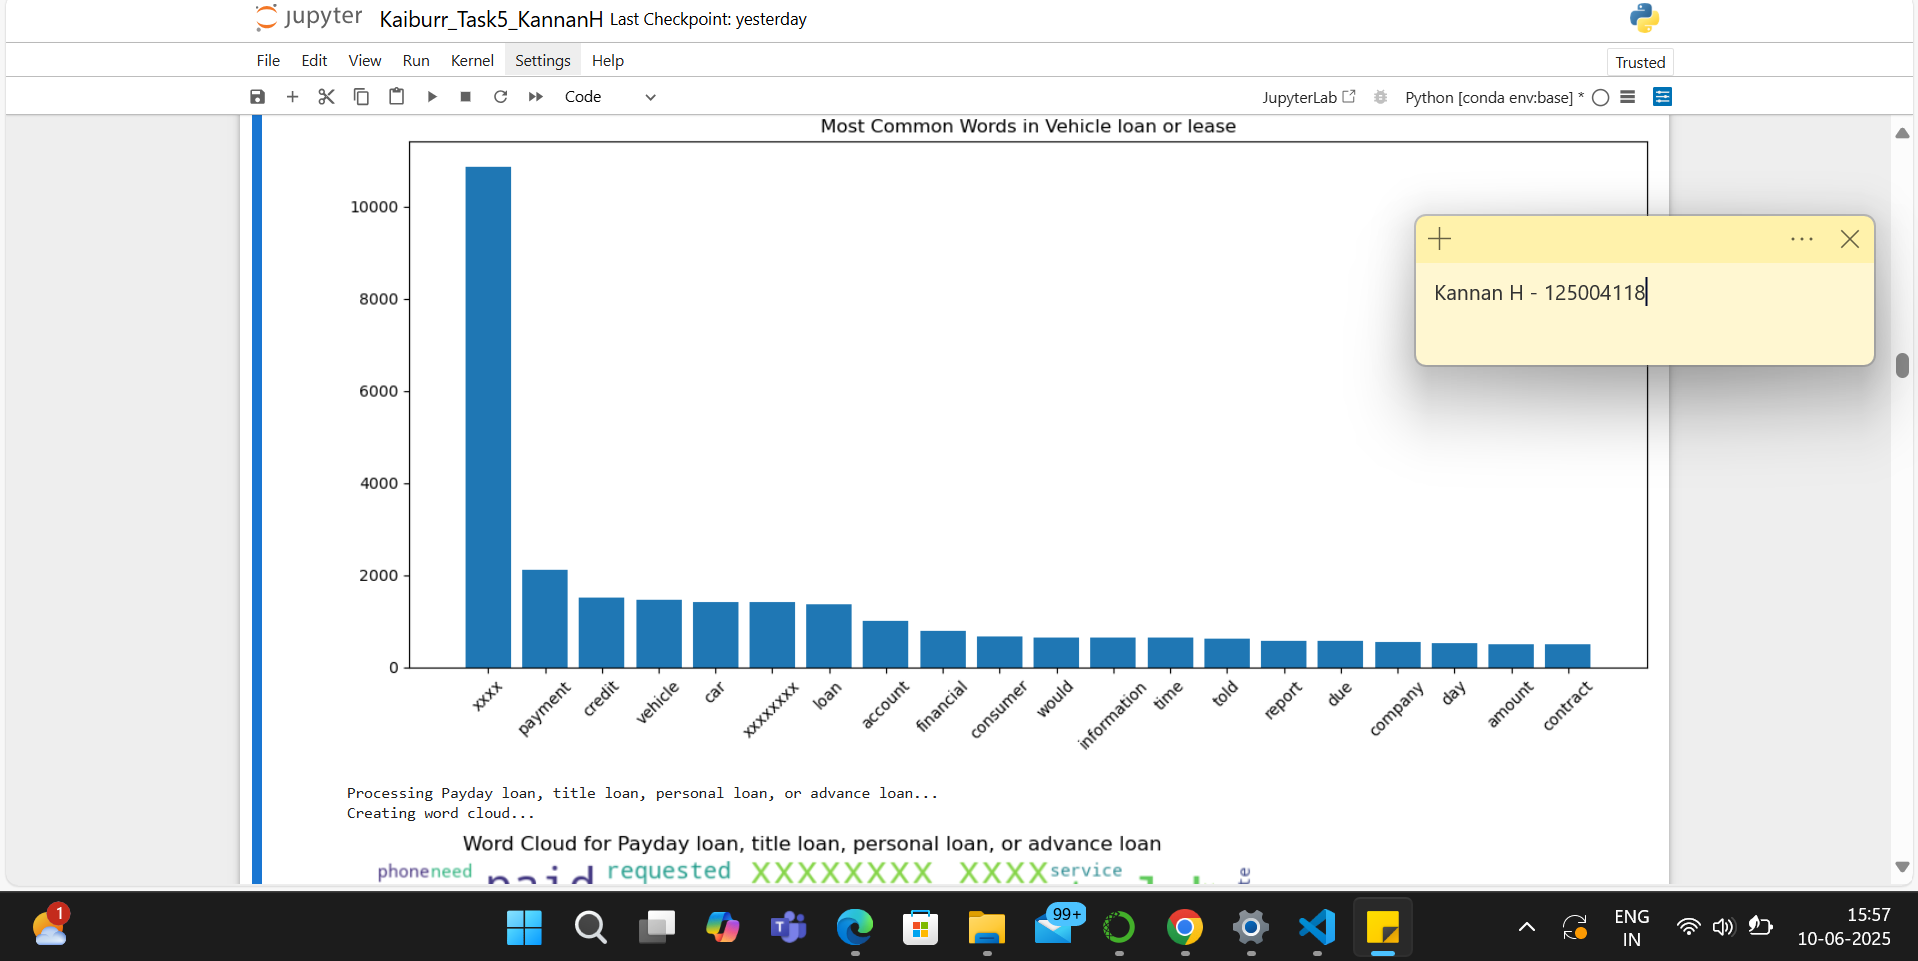 jupyter Kaiburr_Task5_KannanH Last Checkpoint: yesterday
File Edit View Run Kernel Settings Help
Trusted
Code
JupyterLab
Python [conda env:base] *
Most Common Words in Vehicle loan or lease
10000
8000
6000
4000
2000
0
xxxx
payment
credit
vehicle
car
xxxxxxxx
loan
account
financial
consumer
would
information
time
told
report
due
company
day
amount
contract
Kannan H - 125004118
Processing Payday loan, title loan, personal loan, or advance loan...
Creating word cloud...
Word Cloud for Payday loan, title loan, personal loan, or advance loan
phone need paid requested XXXXXXXX XXXX service
1
99+
ENG
IN
15:57
10-06-2025